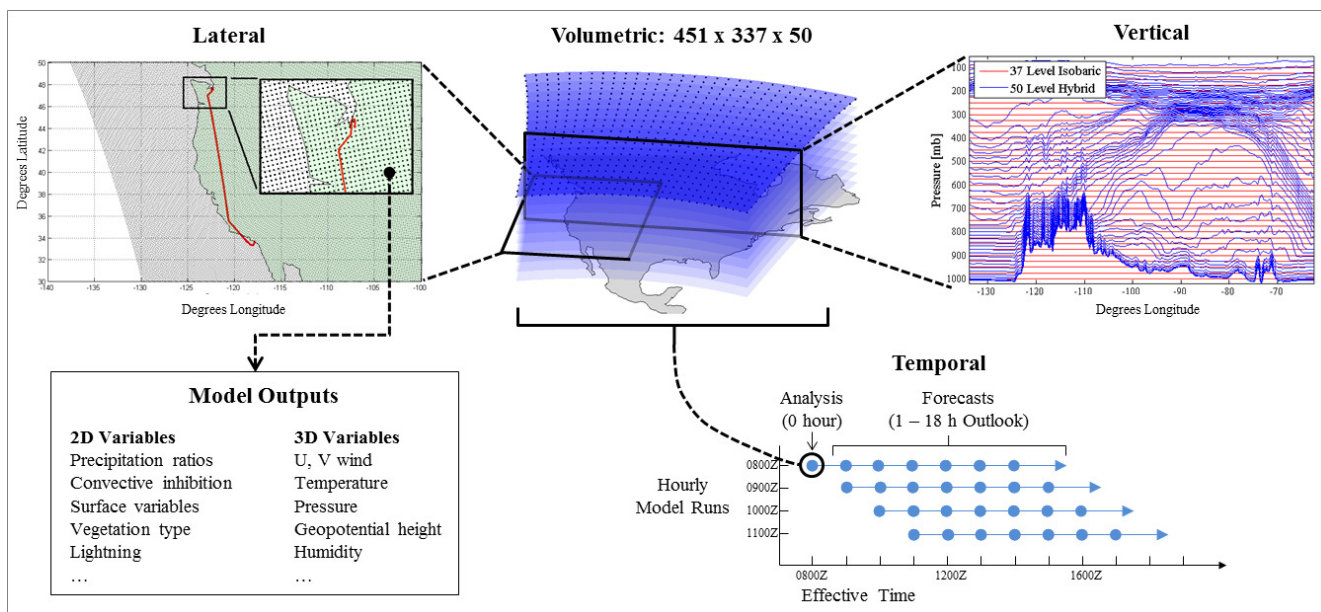 Lateral
Volumetric: 451 x 337 x 50
Vertical
50
48
44
40
36
34
30
-140
-135
-130
-125
-120
-115
-110
-105
-100
Degrees Latitude
Degrees Longitude
37 Level Isobaric
50 Level Hybrid
100
200
300
400
500
600
700
800
900
1000
Pressure [mb]
-130
-120
-110
-100
-90
-80
-70
Degrees Longitude
Model Outputs
2D Variables
Precipitation ratios
Convective inhibition
Surface variables
Vegetation type
Lightning
…
3D Variables
U, V wind
Temperature
Pressure
Geopotential height
Humidity
…
Temporal
Analysis
(0 hour)
Forecasts
(1 – 18 h Outlook)
Hourly
Model Runs
0800Z
0900Z
1000Z
1100Z
0800Z
1200Z
1600Z
Effective Time